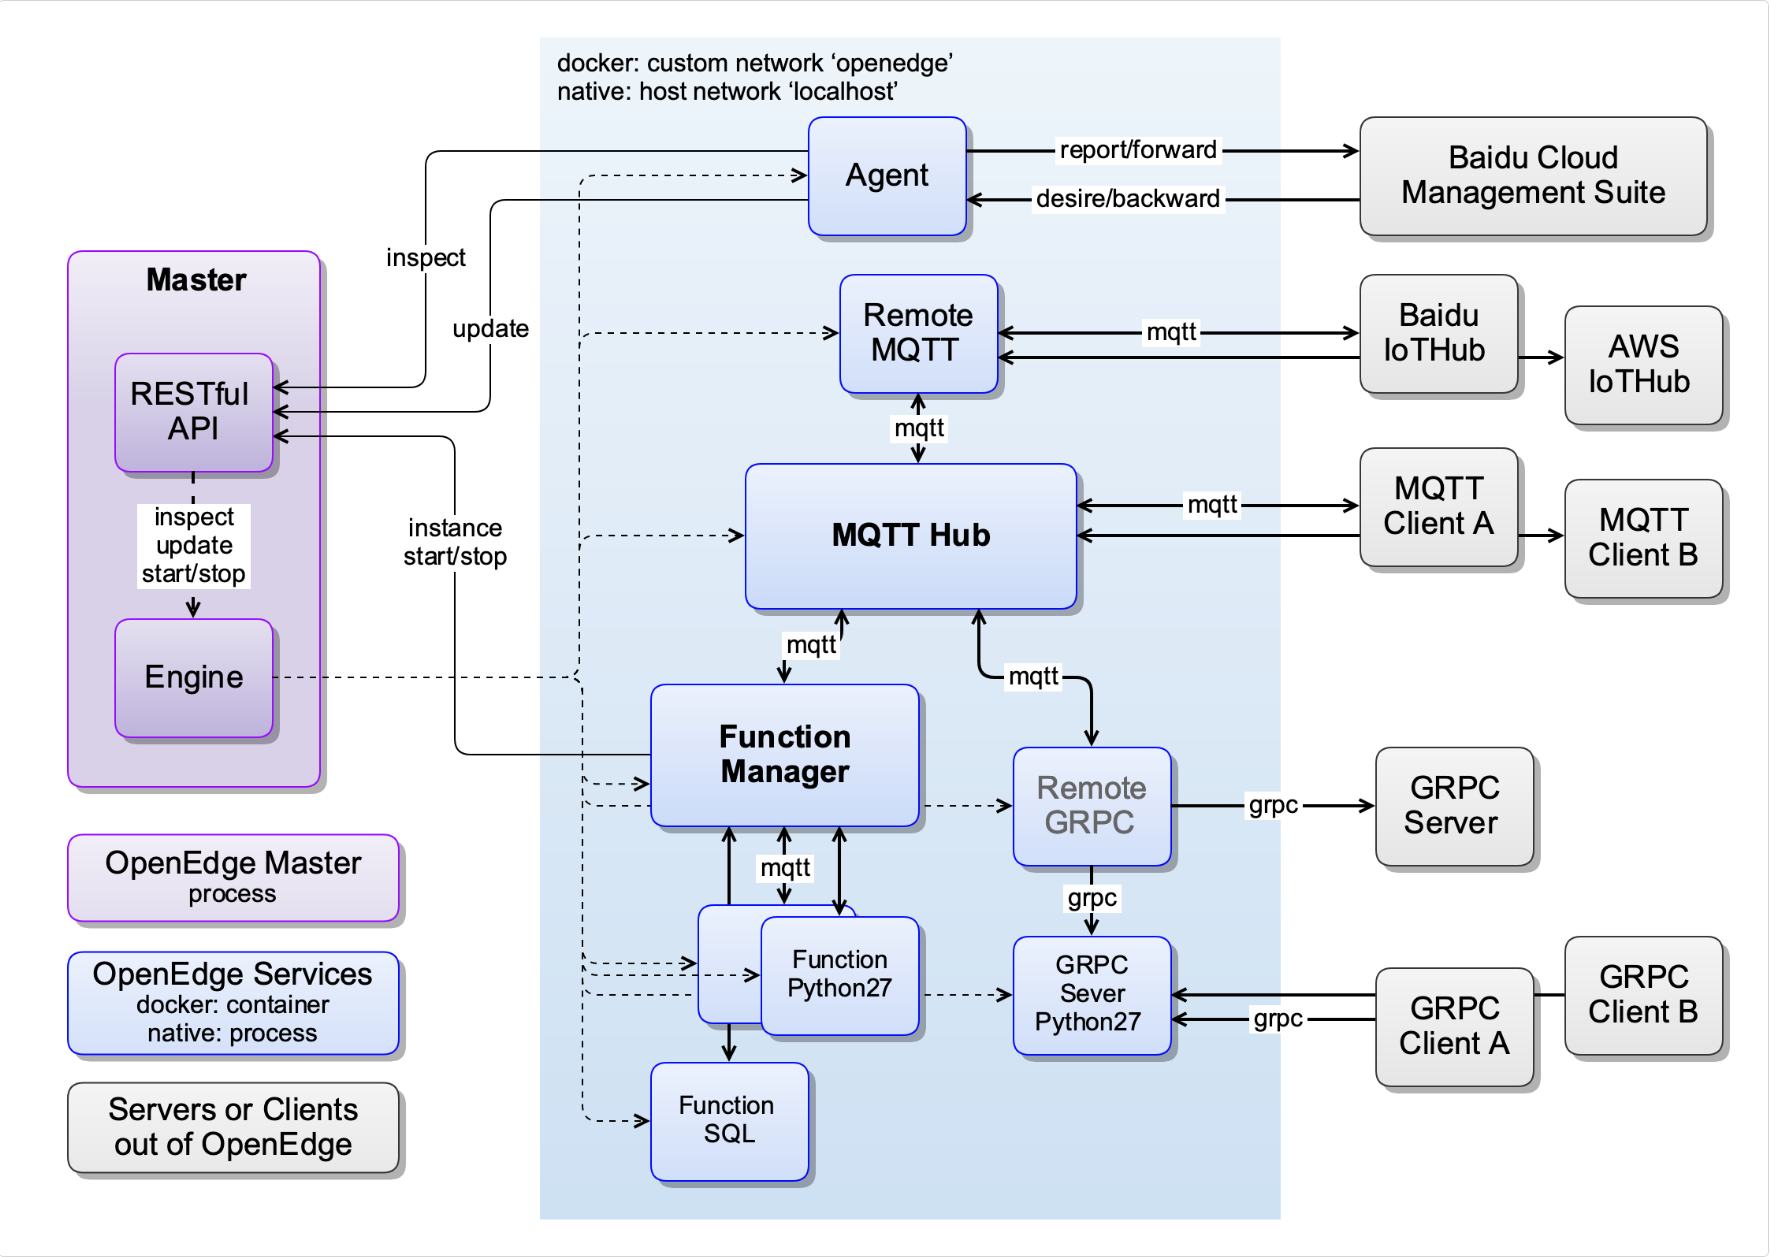 docker: custom network ‘openedge’
native: host network ‘localhost’
Agent
report/forward
desire/backward
Baidu Cloud
Management Suite
inspect
update
Master
RESTful
API
inspect
update
start/stop
Engine
instance
start/stop
Remote
MQTT
mqtt
Baidu
IoTHub
AWS
IoTHub
mqtt
MQTT Hub
mqtt
MQTT
Client A
MQTT
Client B
mqtt
mqtt
Function
Manager
Remote
GRPC
grpc
GRPC
Server
mqtt
grpc
Function
Python27
GRPC
Sever
Python27
grpc
GRPC
Client A
GRPC
Client B
Function
SQL
OpenEdge Master
process
OpenEdge Services
docker: container
native: process
Servers or Clients
out of OpenEdge